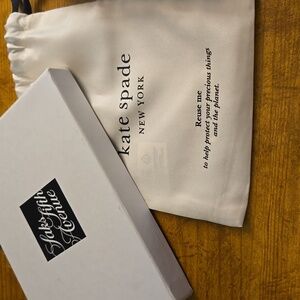 kate spade
NEW YORK
Reuse me
to help protect your precious things
and the planet.
Saks Fifth
Avenue